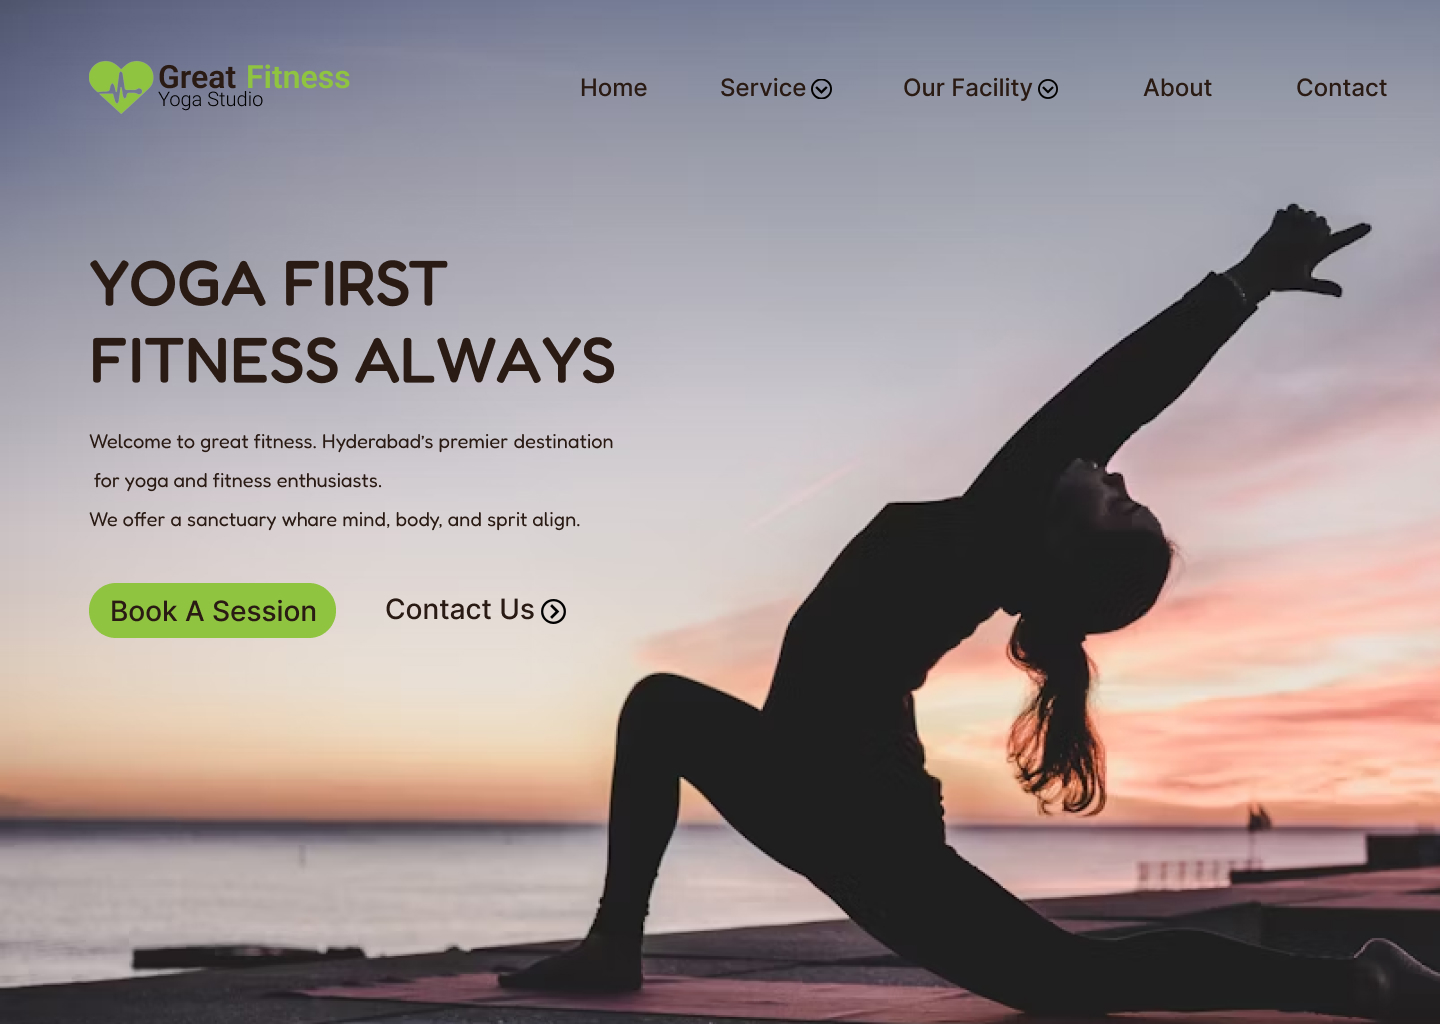 Great Fitness
Yoga Studio
Home
Service
Our Facility
About
Contact
YOGA FIRST
FITNESS ALWAYS
Welcome to great fitness. Hyderabad's premier destination
for yoga and fitness enthusiasts.
We offer a sanctuary whare mind, body, and sprit align.
Book A Session
Contact Us